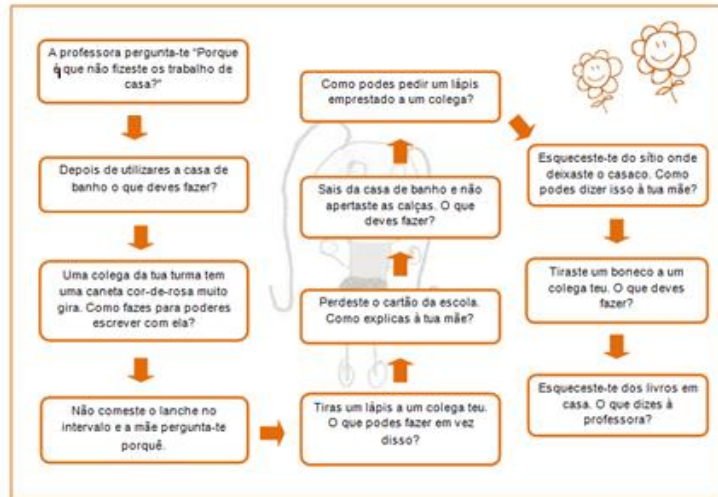 A professora pergunta-te "Porque
é que não fizeste os trabalho de
casa?"
Depois de utilizares a casa de
banho o que deves fazer?
Uma colega da tua turma tem
uma caneta cor-de-rosa muito
gira. Como fazes para poderes
escrever com ela?
Não comeste o lanche no
intervalo e a mãe pergunta-te
porquê.
Tiras um lápis a um colega teu.
O que podes fazer em vez
disso?
Perdeste o cartão da escola.
Como explicas à tua mãe?
Sais da casa de banho e não
apertaste as calças. O que
deves fazer?
Como podes pedir um lápis
emprestado a um colega?
Esqueceste-te do sítio onde
deixaste o casaco. Como
podes dizer isso à tua mãe?
Tiraste um boneco a um
colega teu. O que deves
fazer?
Esqueceste-te dos livros em
casa. O que dizes à
professora?